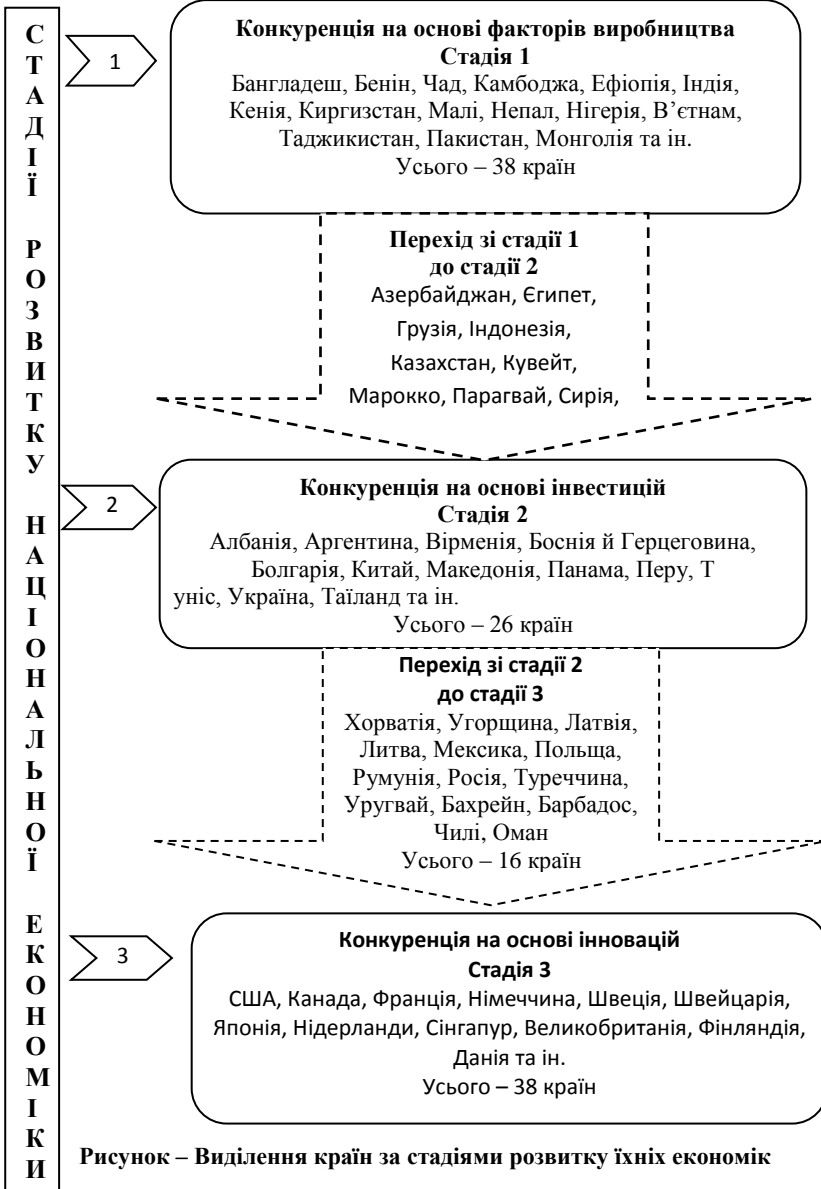 СТАДІЇ РОЗВИТКУ НАЦІОНАЛЬНОЇ ЕКОНОМІКИ
1
Конкуренція на основі факторів виробництва
Стадія 1
Бангладеш, Бенін, Чад, Камбоджа, Ефіопія, Індія,
Кенія, Киргизстан, Малі, Непал, Нігерія, В’єтнам,
Таджикистан, Пакистан, Монголія та ін.
Усього – 38 країн
Перехід зі стадії 1
до стадії 2
Азербайджан, Єгипет,
Грузія, Індонезія,
Казахстан, Кувейт,
Марокко, Парагвай, Сирія,
2
Конкуренція на основі інвестицій
Стадія 2
Албанія, Аргентина, Вірменія, Боснія й Герцеговина,
Болгарія, Китай, Македонія, Панама, Перу, Т
уніс, Україна, Таїланд та ін.
Усього – 26 країн
Перехід зі стадії 2
до стадії 3
Хорватія, Угорщина, Латвія,
Литва, Мексика, Польща,
Румунія, Росія, Туреччина,
Уругвай, Бахрейн, Барбадос,
Чилі, Оман
Усього – 16 країн
3
Конкуренція на основі інновацій
Стадія 3
США, Канада, Франція, Німеччина, Швеція, Швейцарія,
Японія, Нідерланди, Сінгапур, Великобританія, Фінляндія,
Данія та ін.
Усього – 38 країн
Рисунок – Виділення країн за стадіями розвитку їхніх економік